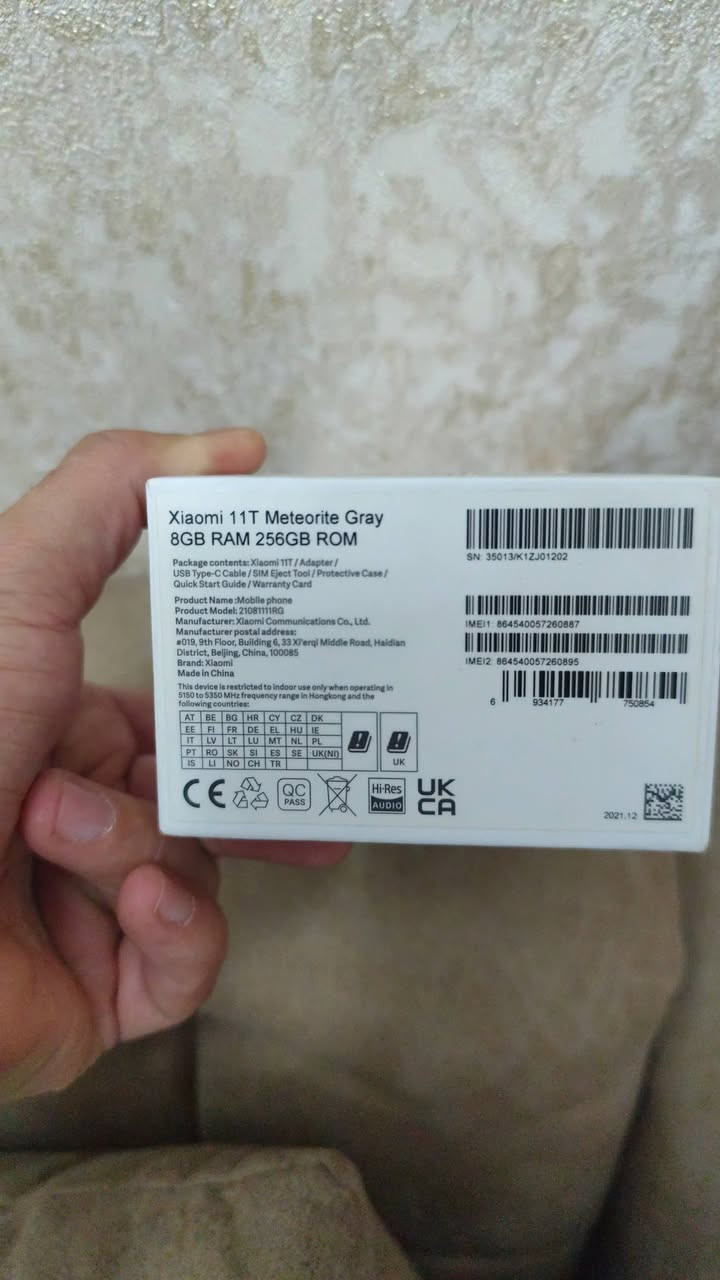 Xiaomi 11T Meteorite Gray
8GB RAM 256GB ROM
Package contents: Xiaomi 11T / Adapter /
USB Type-C Cable / SIM Eject Tool / Protective Case /
Quick Start Guide / Warranty Card
Product Name :Mobile phone
Product Model: 21081111RG
Manufacturer: Xiaomi Communications Co., Ltd.
Manufacturer postal address:
#019, 9th Floor, Building 6, 33 Xi'erqi Middle Road, Haidian
District, Beijing, China, 100085
Brand: Xiaomi
Made in China
This device is restricted to indoor use only when operating in
5150 to 5350 MHz frequency range in Hongkong and the
following countries:
AT BE BG HR CY CZ DK
EE FI FR DE EL HU IE
IT LV LT LU MT NL PL
PT RO SK SI ES SE UK(NI)
IS LI NO CH TR
UK
CE
QC
PASS
Hi-Res
AUDIO
UK
CA
SN: 35013/K1ZJ01202
IMEI1: 864540057260887
IMEI2: 864540057260895
6 934177 750854
2021.12